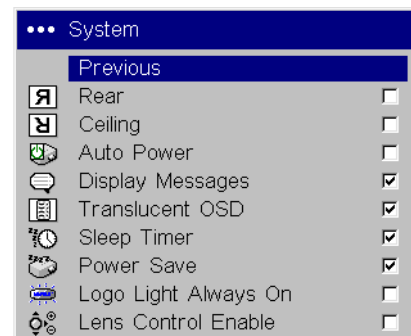 ••• System
Previous
Rear
Ceiling
Auto Power
Display Messages
Translucent OSD
Sleep Timer
Power Save
Logo Light Always On
Lens Control Enable